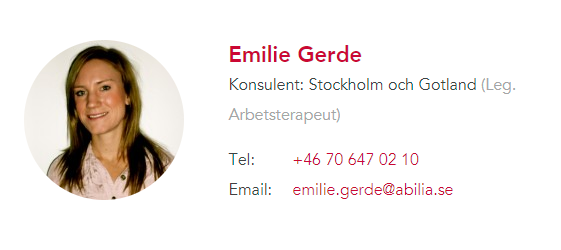 Emilie Gerde
Konsulent: Stockholm och Gotland (Leg.
Arbetsterapeut)
Tel: +46 70 647 02 10
Email: emilie.gerde@abilia.se